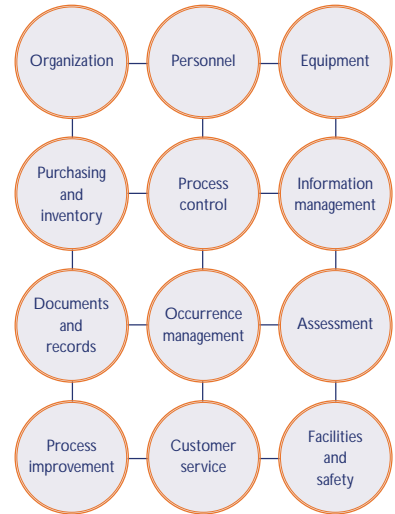 Organization
Personnel
Equipment
Purchasing
and
inventory
Process
control
Information
management
Documents
and
records
Occurrence
management
Assessment
Process
improvement
Customer
service
Facilities
and
safety